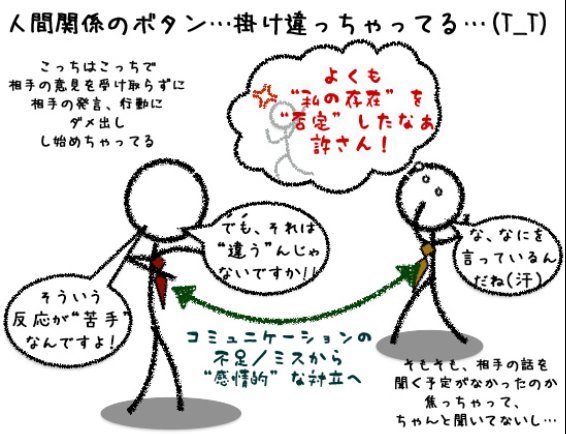 人間関係のボタン…掛け違っちゃってる…(T_T)
こっちはこっちで
相手の意見を受け取らずに
相手の発言、行動に
ダメ出し
し始めちゃってる
よくも
“私の存在”を
“否定”したなぁ
許さん！
でも、それは
“違う”んじゃ
ないですか!!
な、なにを
言っているん
だね(汗)
そういう
反応が“苦手”
なんですよ！
コミュニケーションの
不足/ミスから
“感情的”な対立へ
そもそも、相手の話を
聞く予定がなかったのか
焦っちゃって、
ちゃんと聞いてないし…